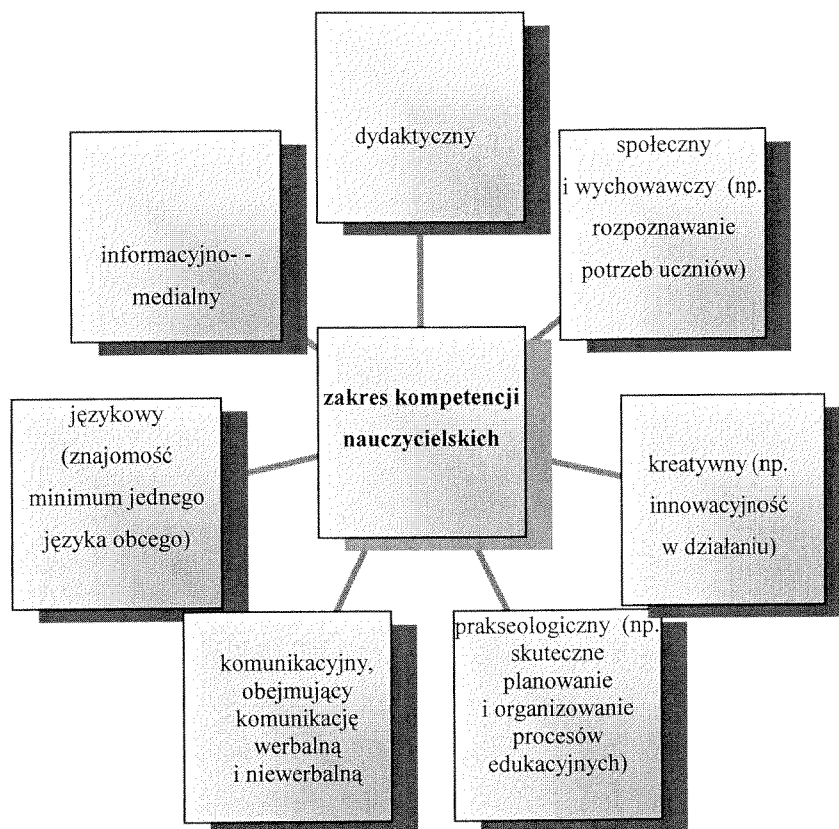 dydaktyczny
społeczny
i wychowawczy (np.
rozpoznawanie
potrzeb uczniów)
kreatywny (np.
innowacyjność
w działaniu)
prakseologiczny (np.
skuteczne
planowanie
i organizowanie
procesów
edukacyjnych)
komunikacyjny,
obejmujący
komunikację
werbalną
i niewerbalną
językowy
(znajomość
minimum jednego
języka obcego)
informacyjno- -
medialny
zakres kompetencji
nauczycielskich